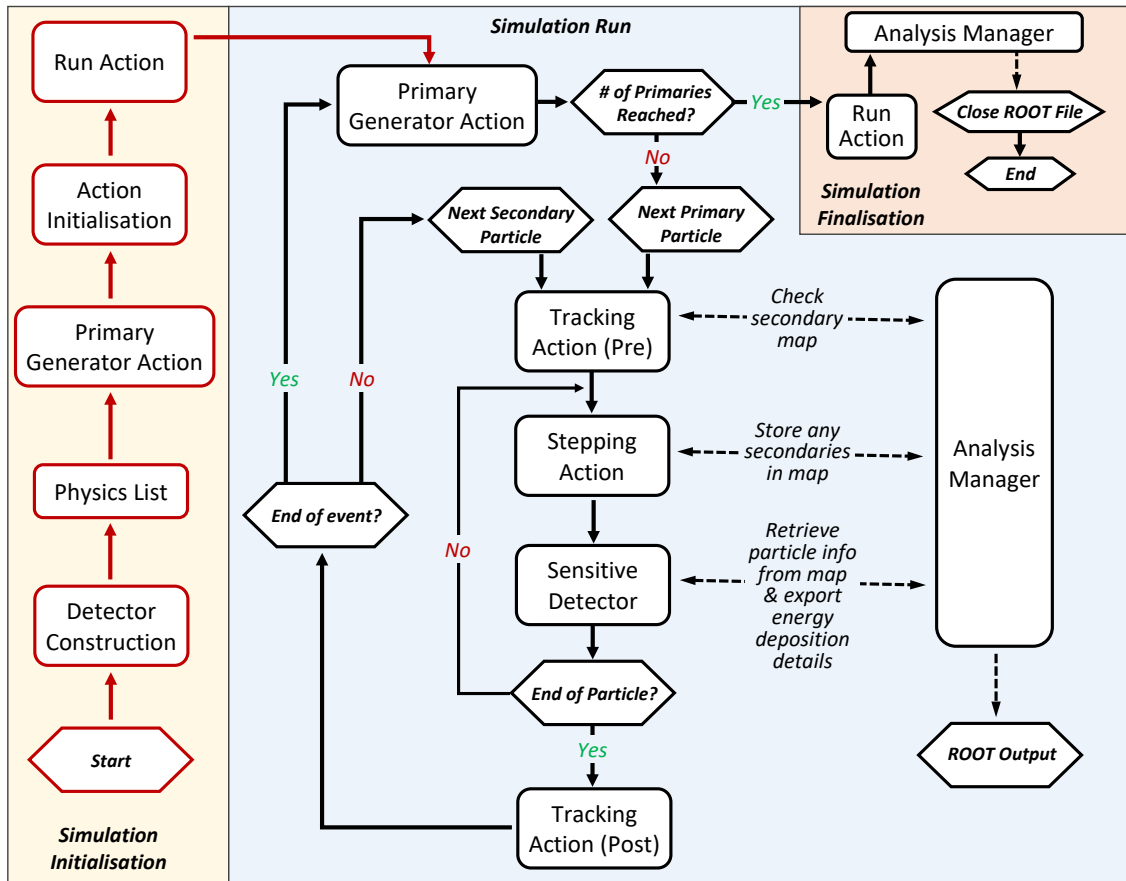 Simulation Run
Run Action
Action
Initialisation
Primary
Generator Action
Physics List
Detector
Construction
Start
Simulation
Initialisation
Primary
Generator Action
# of Primaries
Reached?
Yes
No
Next Secondary
Particle
Next Primary
Particle
Tracking
Action (Pre)
Check
secondary
map
Yes
No
Stepping
Action
Store any
secondaries
in map
Analysis
Manager
End of event?
No
Sensitive
Detector
Retrieve
particle info
from map
& export
energy
deposition
details
End of Particle?
Yes
Tracking
Action (Post)
ROOT Output
Analysis Manager
Run
Action
Close ROOT File
End
Simulation
Finalisation